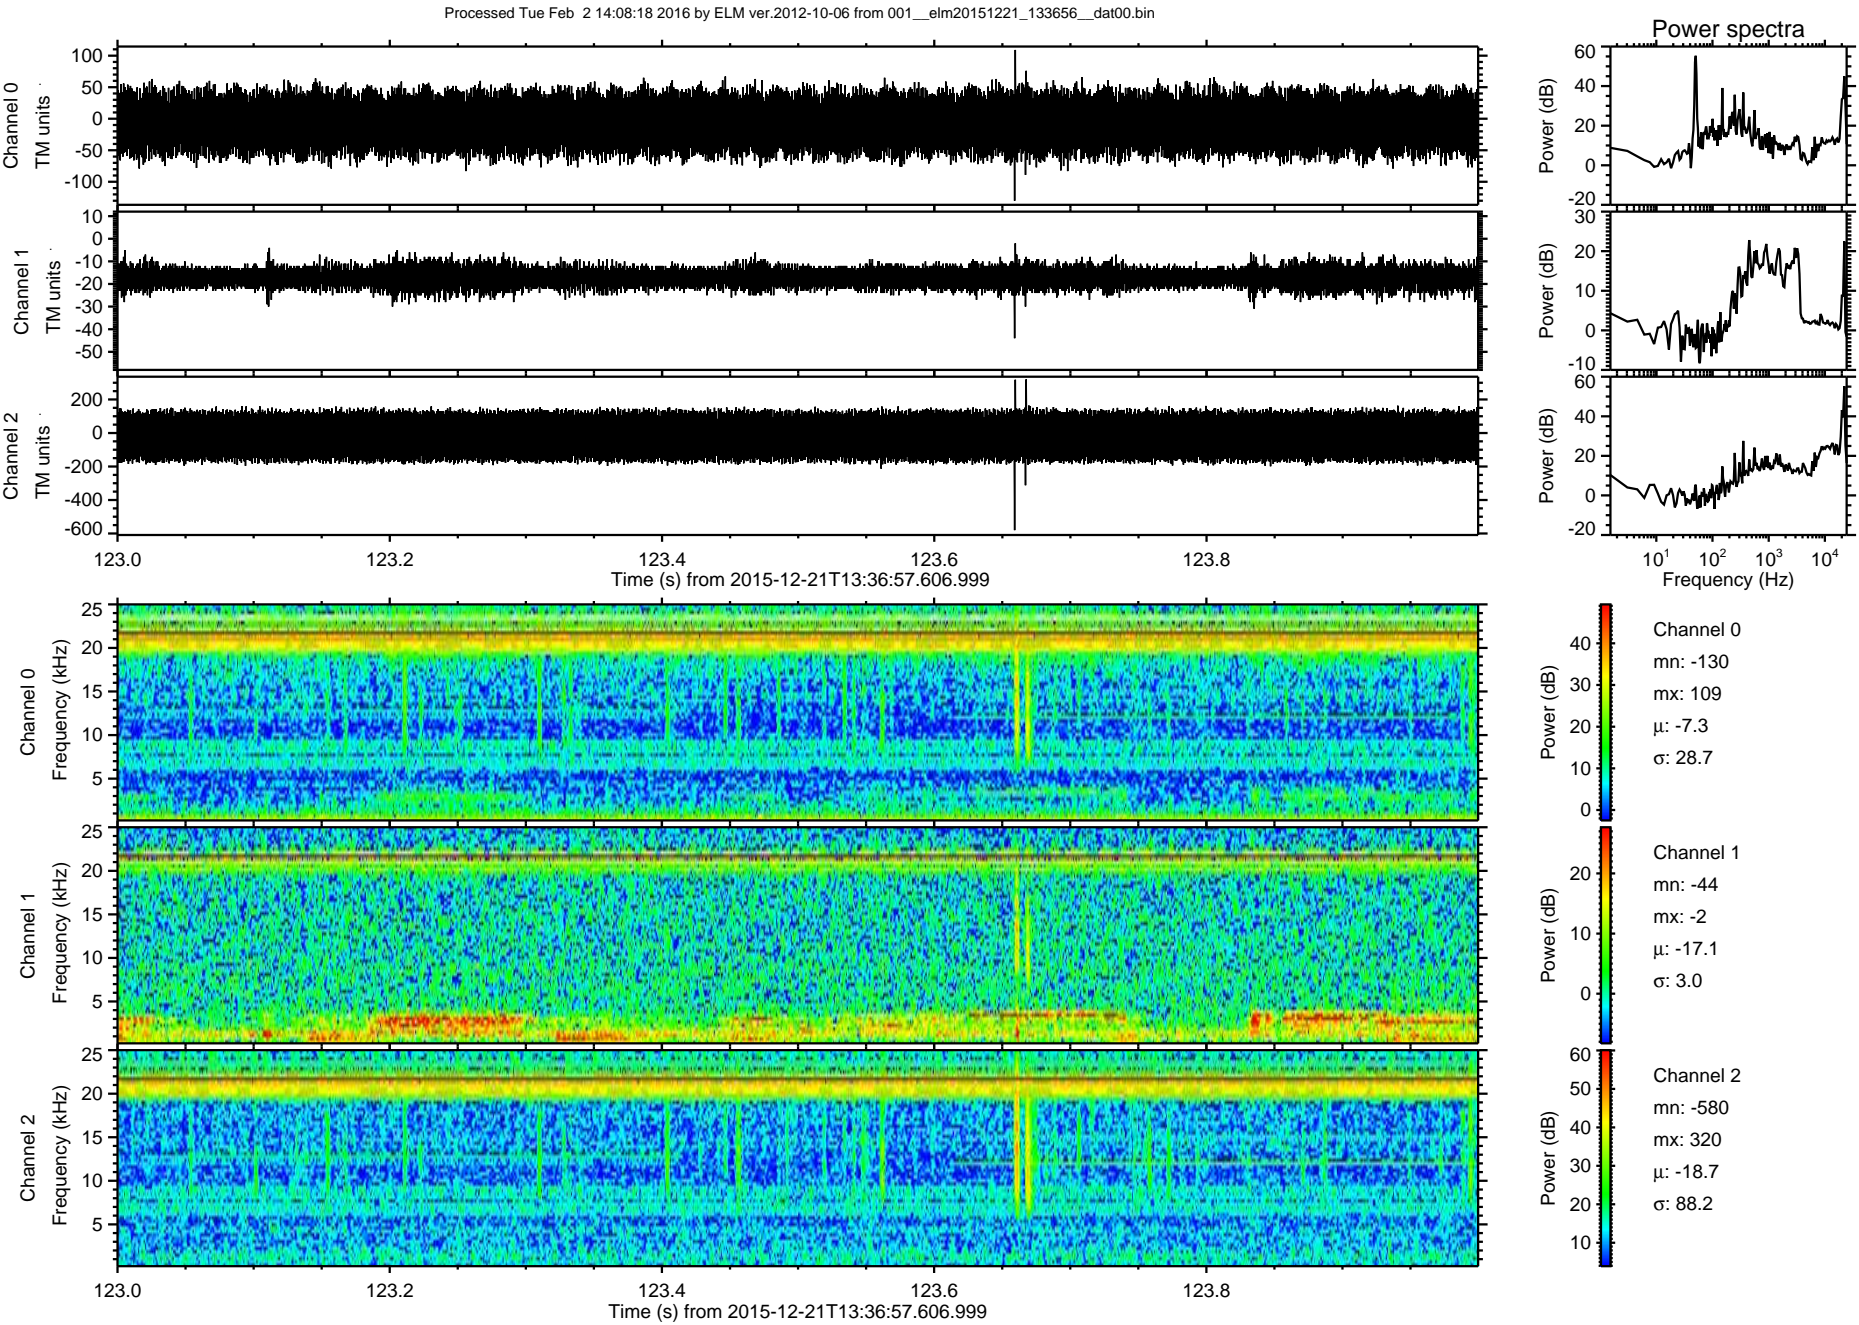 Processed Tue Feb  2 14:08:18 2016 by ELM ver.2012-10-06 from 001__elm20151221_133656__dat00.bin
Channel 0
TM units
100
50
0
-50
-100
Channel 1
TM units
10
0
-10
-20
-30
-40
-50
Channel 2
TM units
200
0
-200
-400
-600
123.0 123.2 123.4 123.6 123.8
Time (s) from 2015-12-21T13:36:57.606.999
Power spectra
Power (dB)
60
40
20
0
-20
Power (dB)
30
20
10
0
-10
Power (dB)
60
40
20
0
-20
10^1 10^2 10^3 10^4
Frequency (Hz)
Channel 0
Frequency (kHz)
25
20
15
10
5
Power (dB)
40
30
20
10
0
Channel 0
mn: -130
mx: 109
μ: -7.3
σ: 28.7
Channel 1
Frequency (kHz)
25
20
15
10
5
Power (dB)
20
10
0
Channel 1
mn: -44
mx: -2
μ: -17.1
σ: 3.0
Channel 2
Frequency (kHz)
25
20
15
10
5
Power (dB)
60
50
40
30
20
10
Channel 2
mn: -580
mx: 320
μ: -18.7
σ: 88.2
123.0 123.2 123.4 123.6 123.8
Time (s) from 2015-12-21T13:36:57.606.999